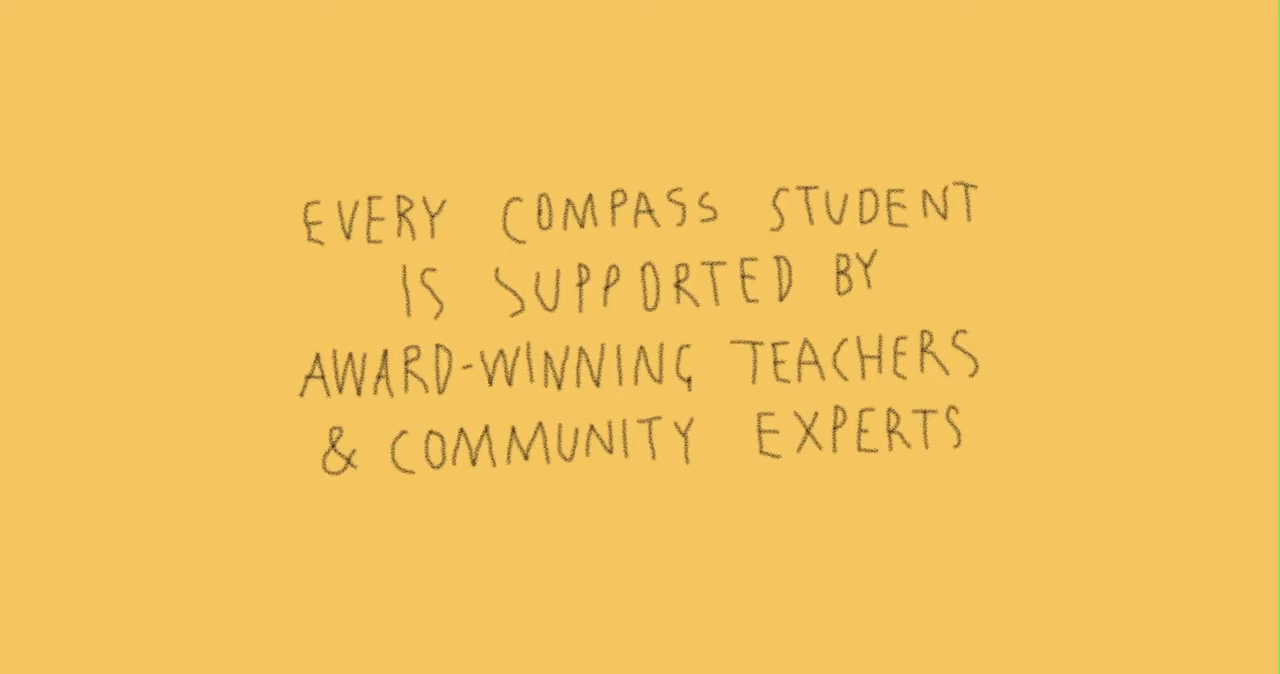 EVERY COMPASS STUDENT
IS SUPPORTED BY
AWARD-WINNING TEACHERS
& COMMUNITY EXPERTS